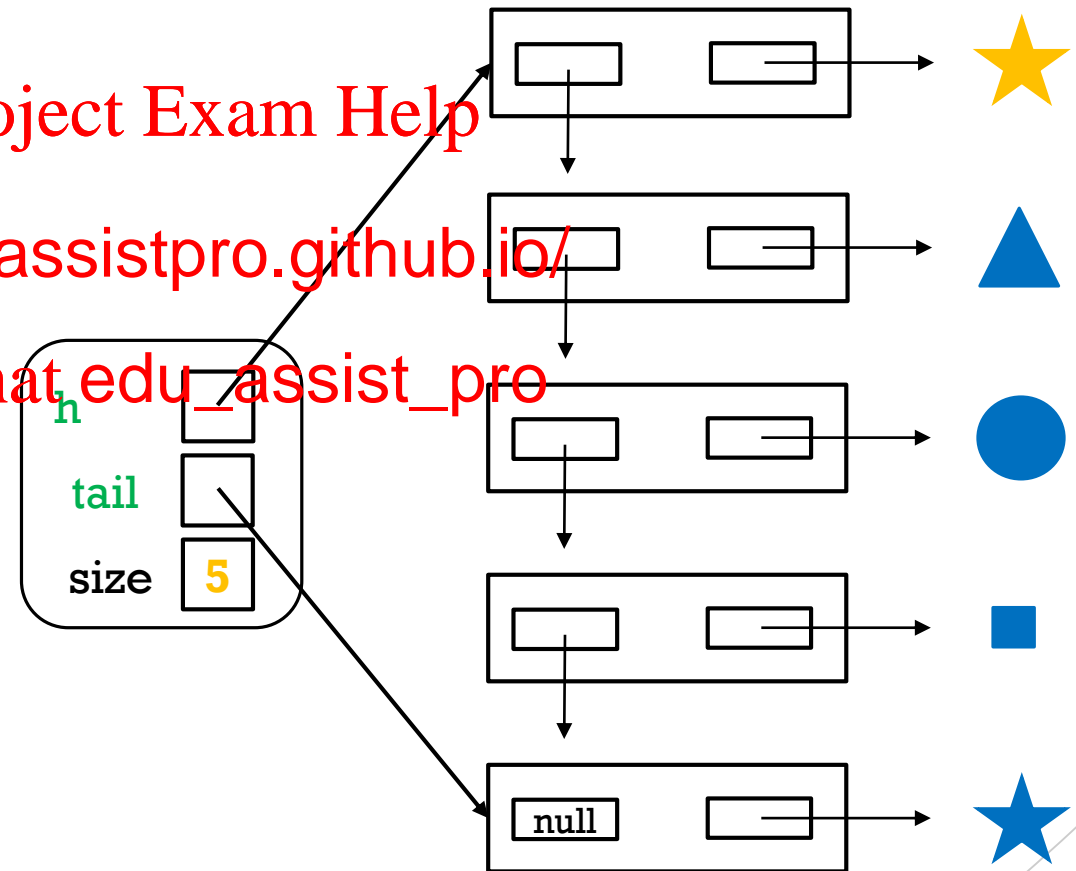 oject Exam Help
assistpro.github.io/
at edu_assist_pro
h
tail
size 5
null